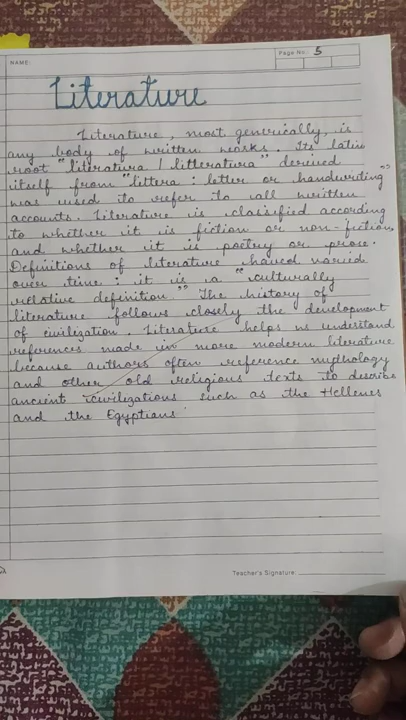 NAME:
Page No.: 5
Literature
Literature, most generically, is
any body of written works. Its latin
root "literatura / litteratura" derived
itself from "littera : letter or handwriting"
was used to refer to all written
accounts. Literature is classified according
to whether it is fiction or non-fiction,
and whether it is poetry or prose.
Definitions of literature have varied
over time : it is a "culturally
relative definition" The history of
literature follows closely the development
of civilization. Literature helps us understand
references made in more modern literature
because authors often reference mythology
and other old religious texts to describe
ancient civilizations such as the Hellenes
and the Egyptians.
Teacher's Signature: